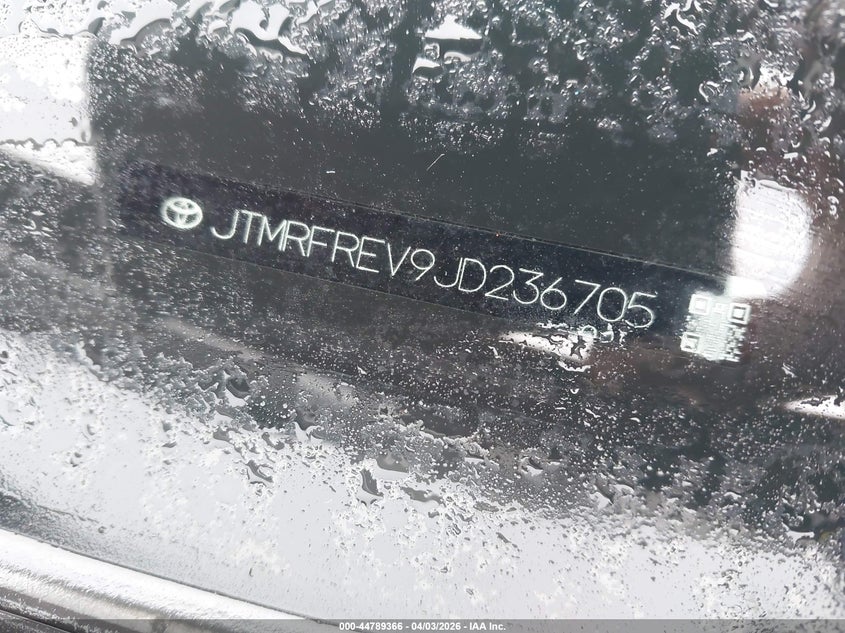 JTMRFREV9JD236705
000-44789366 - 04/03/2026 - IAA Inc.